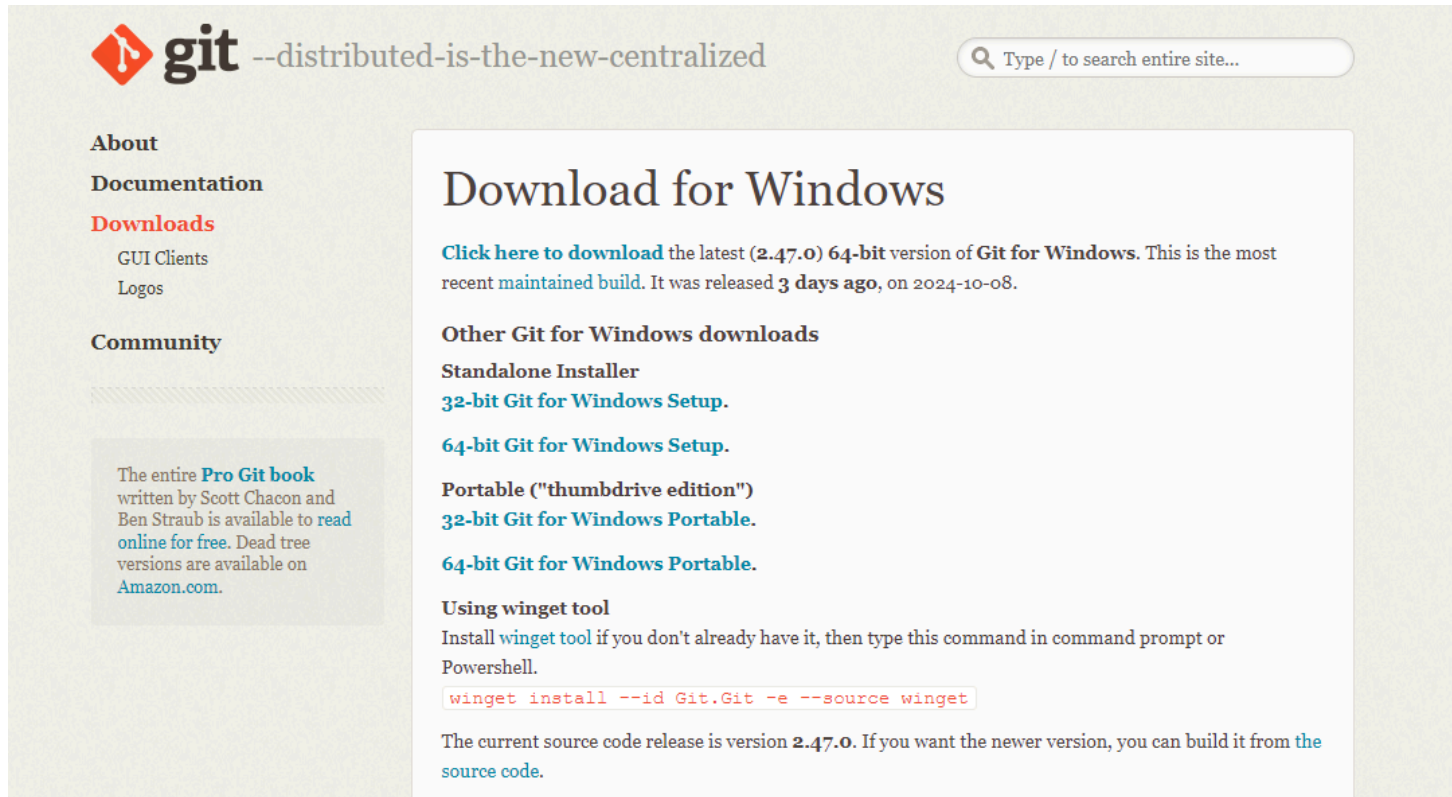 git --distributed-is-the-new-centralized
Type / to search entire site...
About
Documentation
Downloads
GUI Clients
Logos
Community
The entire Pro Git book
written by Scott Chacon and
Ben Straub is available to read
online for free. Dead tree
versions are available on
Amazon.com.
Download for Windows
Click here to download the latest (2.47.0) 64-bit version of Git for Windows. This is the most
recent maintained build. It was released 3 days ago, on 2024-10-08.
Other Git for Windows downloads
Standalone Installer
32-bit Git for Windows Setup.
64-bit Git for Windows Setup.
Portable ("thumbdrive edition")
32-bit Git for Windows Portable.
64-bit Git for Windows Portable.
Using winget tool
Install winget tool if you don't already have it, then type this command in command prompt or
Powershell.
winget install --id Git.Git -e --source winget
The current source code release is version 2.47.0. If you want the newer version, you can build it from the
source code.